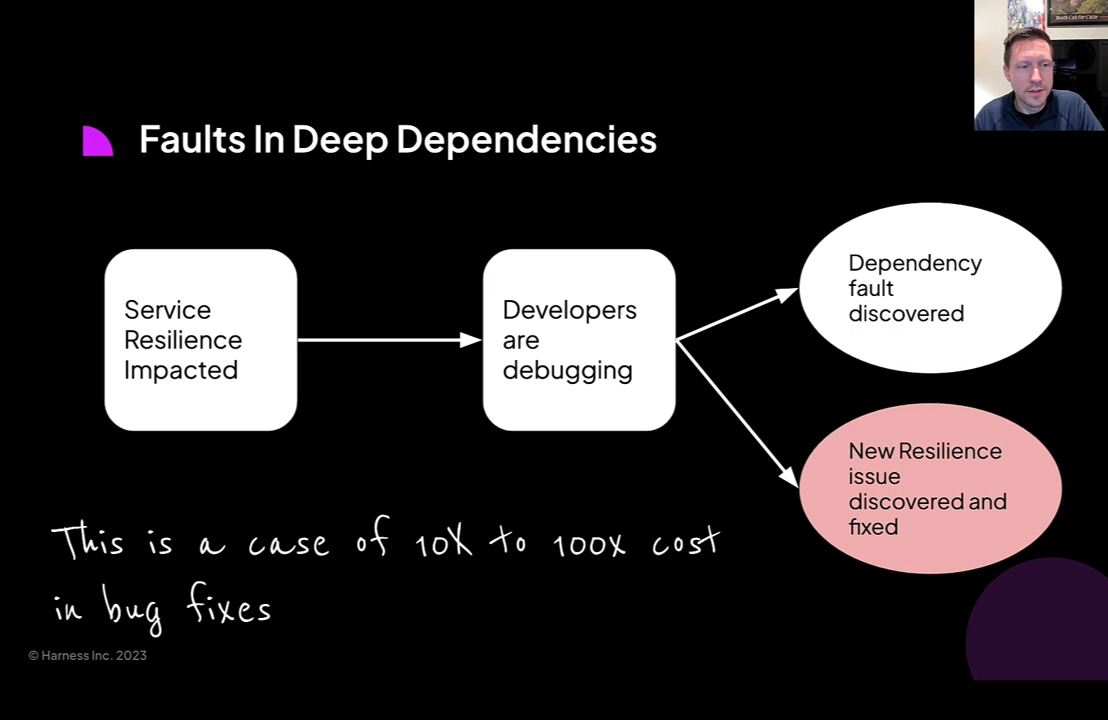 Faults In Deep Dependencies
Service
Resilience
Impacted
Developers
are
debugging
Dependency
fault
discovered
New Resilience
issue
discovered and
fixed
This is a case of 10X to 100x cost
in bug fixes
© Harness Inc. 2023